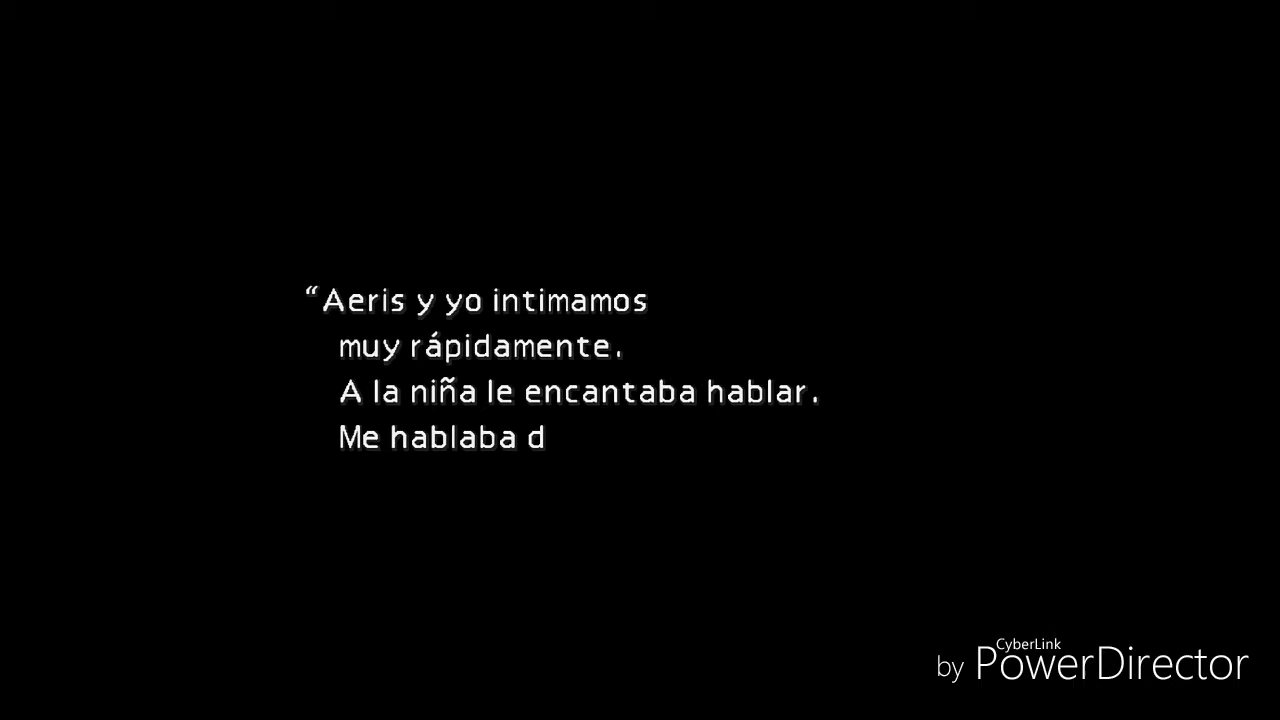 “Aeris y yo intimamos
muy rápidamente.
A la niña le encantaba hablar.
Me hablaba d
CyberLink
by PowerDirector